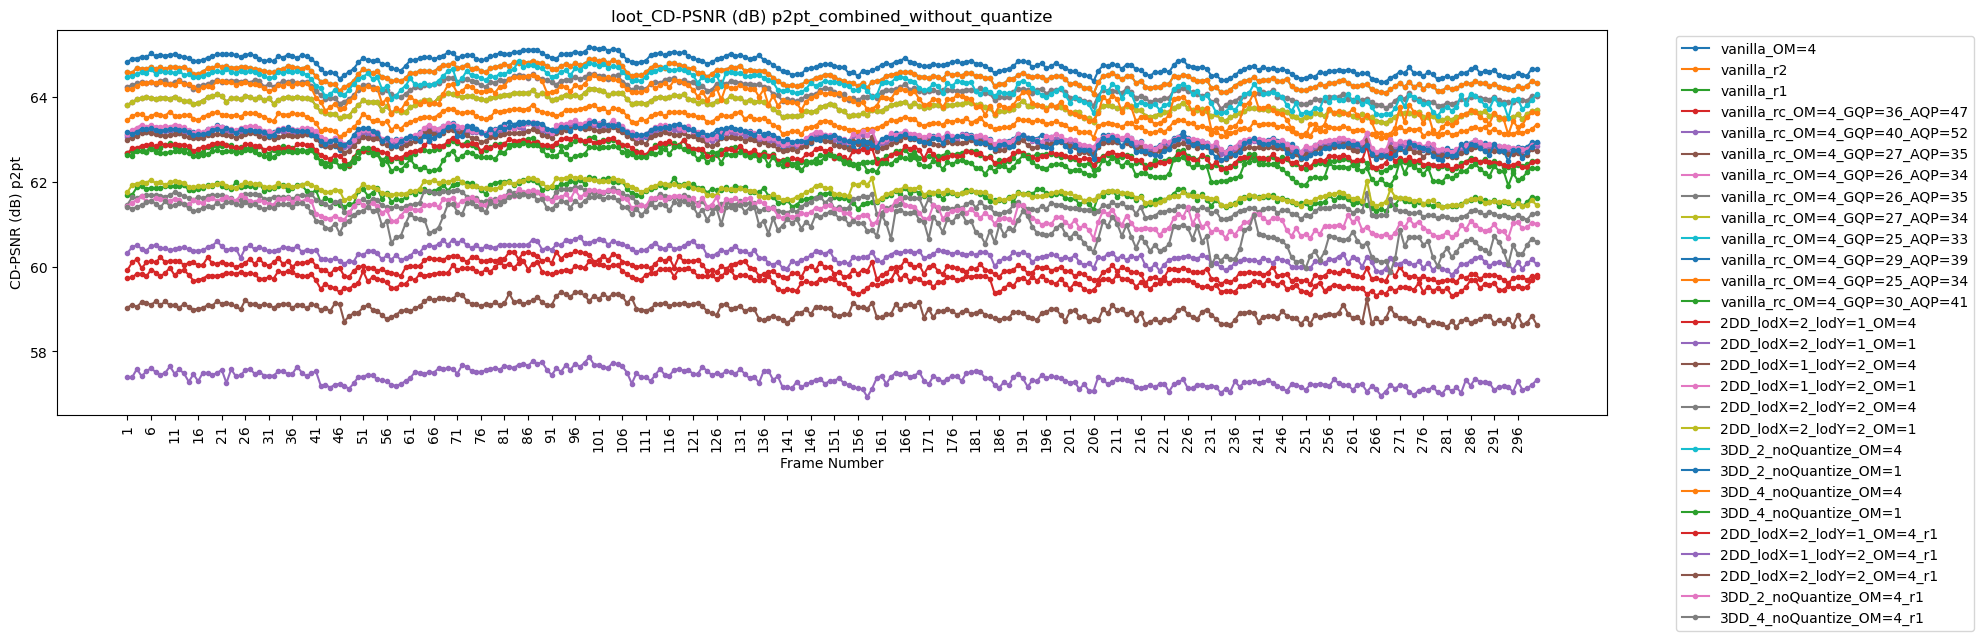 loot_CD-PSNR (dB) p2pt_combined_without_quantize
CD-PSNR (dB) p2pt
64
62
60
58
1 6 11 16 21 26 31 36 41 46 51 56 61 66 71 76 81 86 91 96 101 106 111 116 121 126 131 136 141 146 151 156 161 166 171 176 181 186 191 196 201 206 211 216 221 226 231 236 241 246 251 256 261 266 271 276 281 286 291 296
Frame Number
vanilla_OM=4
vanilla_r2
vanilla_r1
vanilla_rc_OM=4_GQP=36_AQP=47
vanilla_rc_OM=4_GQP=40_AQP=52
vanilla_rc_OM=4_GQP=27_AQP=35
vanilla_rc_OM=4_GQP=26_AQP=34
vanilla_rc_OM=4_GQP=26_AQP=35
vanilla_rc_OM=4_GQP=27_AQP=34
vanilla_rc_OM=4_GQP=25_AQP=33
vanilla_rc_OM=4_GQP=29_AQP=39
vanilla_rc_OM=4_GQP=25_AQP=34
vanilla_rc_OM=4_GQP=30_AQP=41
2DD_lodX=2_lodY=1_OM=4
2DD_lodX=2_lodY=1_OM=1
2DD_lodX=1_lodY=2_OM=4
2DD_lodX=1_lodY=2_OM=1
2DD_lodX=2_lodY=2_OM=4
2DD_lodX=2_lodY=2_OM=1
3DD_2_noQuantize_OM=4
3DD_2_noQuantize_OM=1
3DD_4_noQuantize_OM=4
3DD_4_noQuantize_OM=1
2DD_lodX=2_lodY=1_OM=4_r1
2DD_lodX=1_lodY=2_OM=4_r1
2DD_lodX=2_lodY=2_OM=4_r1
3DD_2_noQuantize_OM=4_r1
3DD_4_noQuantize_OM=4_r1